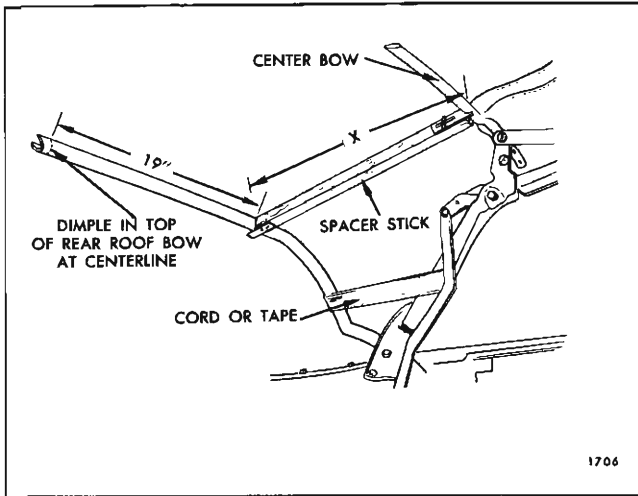 CENTER BOW
X
19"
SPACER STICK
DIMPLE IN TOP
OF REAR ROOF BOW
AT CENTERLINE
CORD OR TAPE
1706